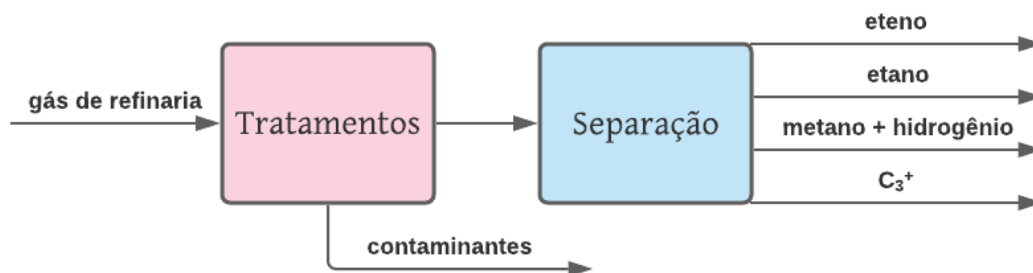 eteno
gás de refinaria
Tratamentos
Separação
etano
metano + hidrogênio
C₃⁺
contaminantes